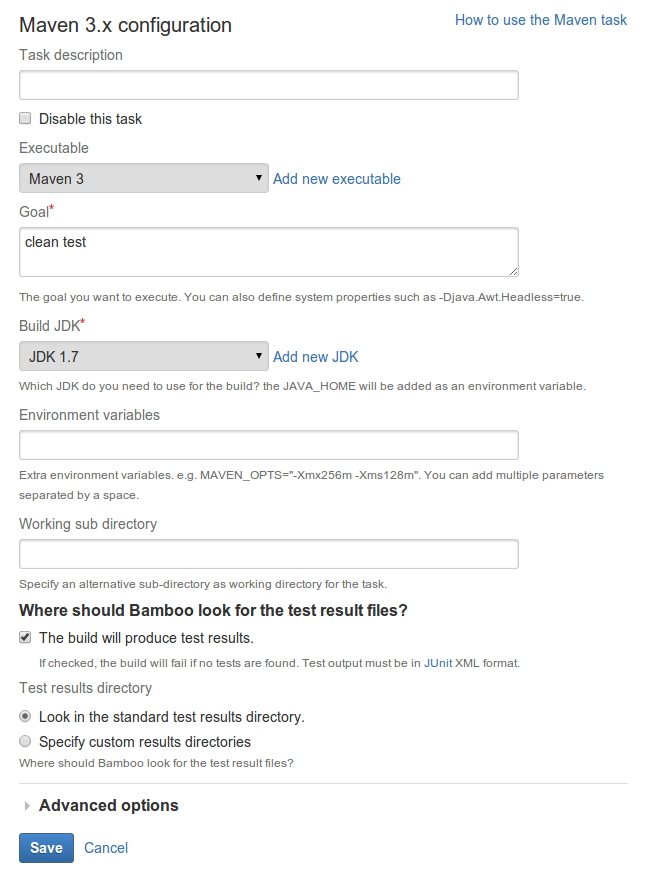 Maven 3.x configuration
How to use the Maven task
Task description
Disable this task
Executable
Maven 3
Add new executable
Goal*
clean test
The goal you want to execute. You can also define system properties such as -Djava.Awt.Headless=true.
Build JDK*
JDK 1.7
Add new JDK
Which JDK do you need to use for the build? the JAVA_HOME will be added as an environment variable.
Environment variables
Extra environment variables. e.g. MAVEN_OPTS="-Xmx256m -Xms128m". You can add multiple parameters
separated by a space.
Working sub directory
Specify an alternative sub-directory as working directory for the task.
Where should Bamboo look for the test result files?
The build will produce test results.
If checked, the build will fail if no tests are found. Test output must be in JUnit XML format.
Test results directory
Look in the standard test results directory.
Specify custom results directories
Where should Bamboo look for the test result files?
Advanced options
Save
Cancel